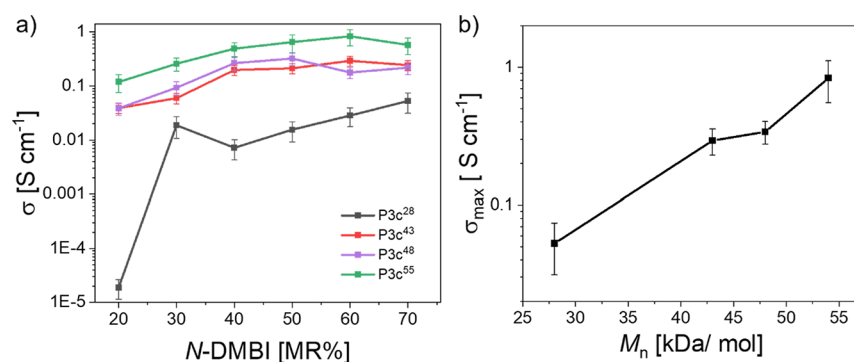 a)
1
0.1
0.01
0.001
1E-4
1E-5
σ [S cm⁻¹]
20 30 40 50 60 70
N-DMBI [MR%]
P3c²⁸
P3c⁴³
P3c⁴⁸
P3c⁵⁵
b)
1
0.1
σmax [ S cm⁻¹]
25 30 35 40 45 50 55
Mn [kDa/ mol]